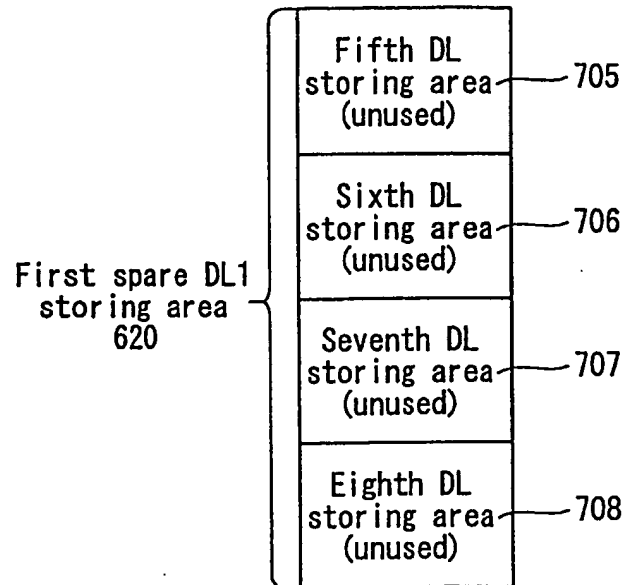 Fifth DL
storing area
(unused)
705
Sixth DL
storing area
(unused)
706
First spare DL1
storing area
620
Seventh DL
storing area
(unused)
707
Eighth DL
storing area
(unused)
708